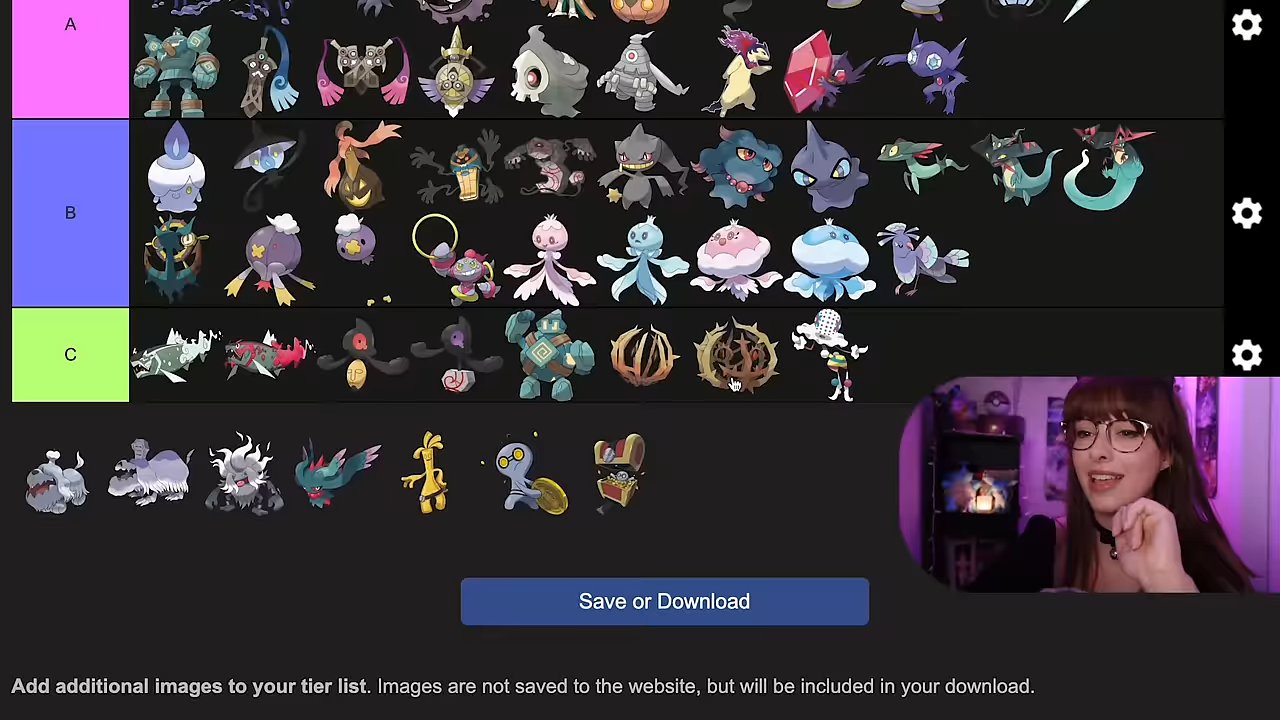 A
B
C
Save or Download
Add additional images to your tier list. Images are not saved to the website, but will be included in your download.